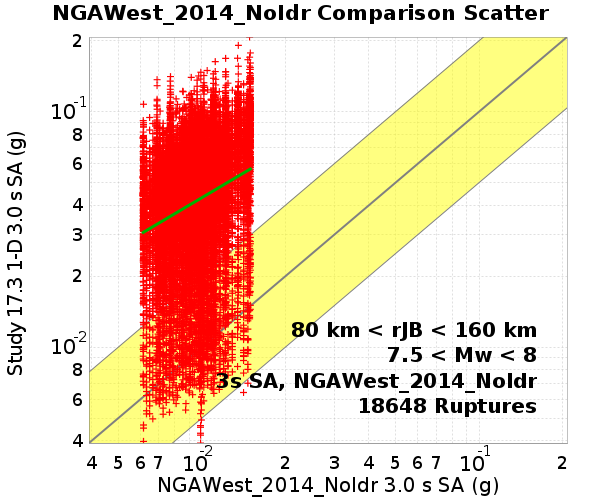 NGAWest_2014_NoIdr Comparison Scatter
Study 17.3 1-D 3.0 s SA (g)
2
10-1
8
6
4
3
2
10-2
8
6
4
80 km < rJB < 160 km
7.5 < Mw < 8
3s SA, NGAWest_2014_NoIdr
18648 Ruptures
4 5 6 7 10-2 2 3 4 5 6 7 10-1 2
NGAWest_2014_NoIdr 3.0 s SA (g)